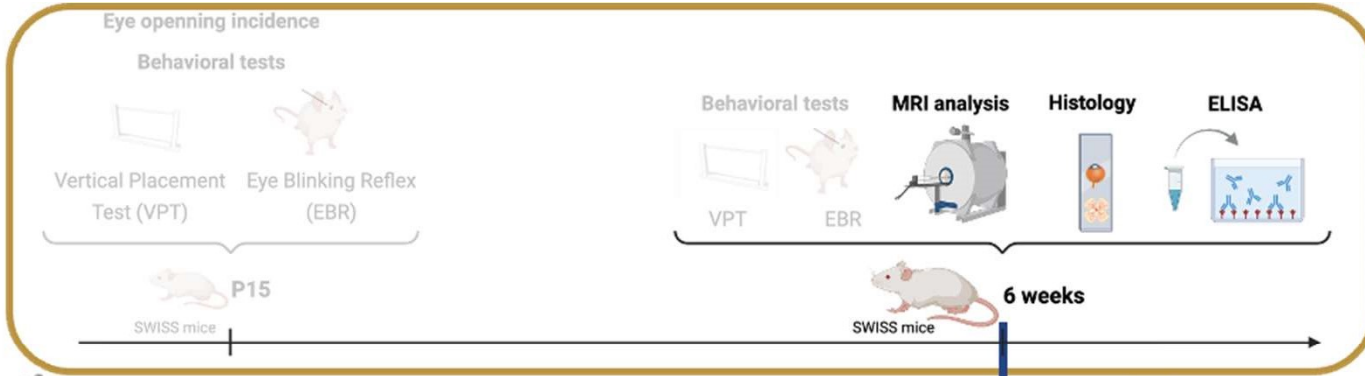 Eye openning incidence
Behavioral tests
Vertical Placement
Test (VPT)
Eye Blinking Reflex
(EBR)
P15
SWISS mice
Behavioral tests
VPT
EBR
MRI analysis
Histology
ELISA
6 weeks
SWISS mice